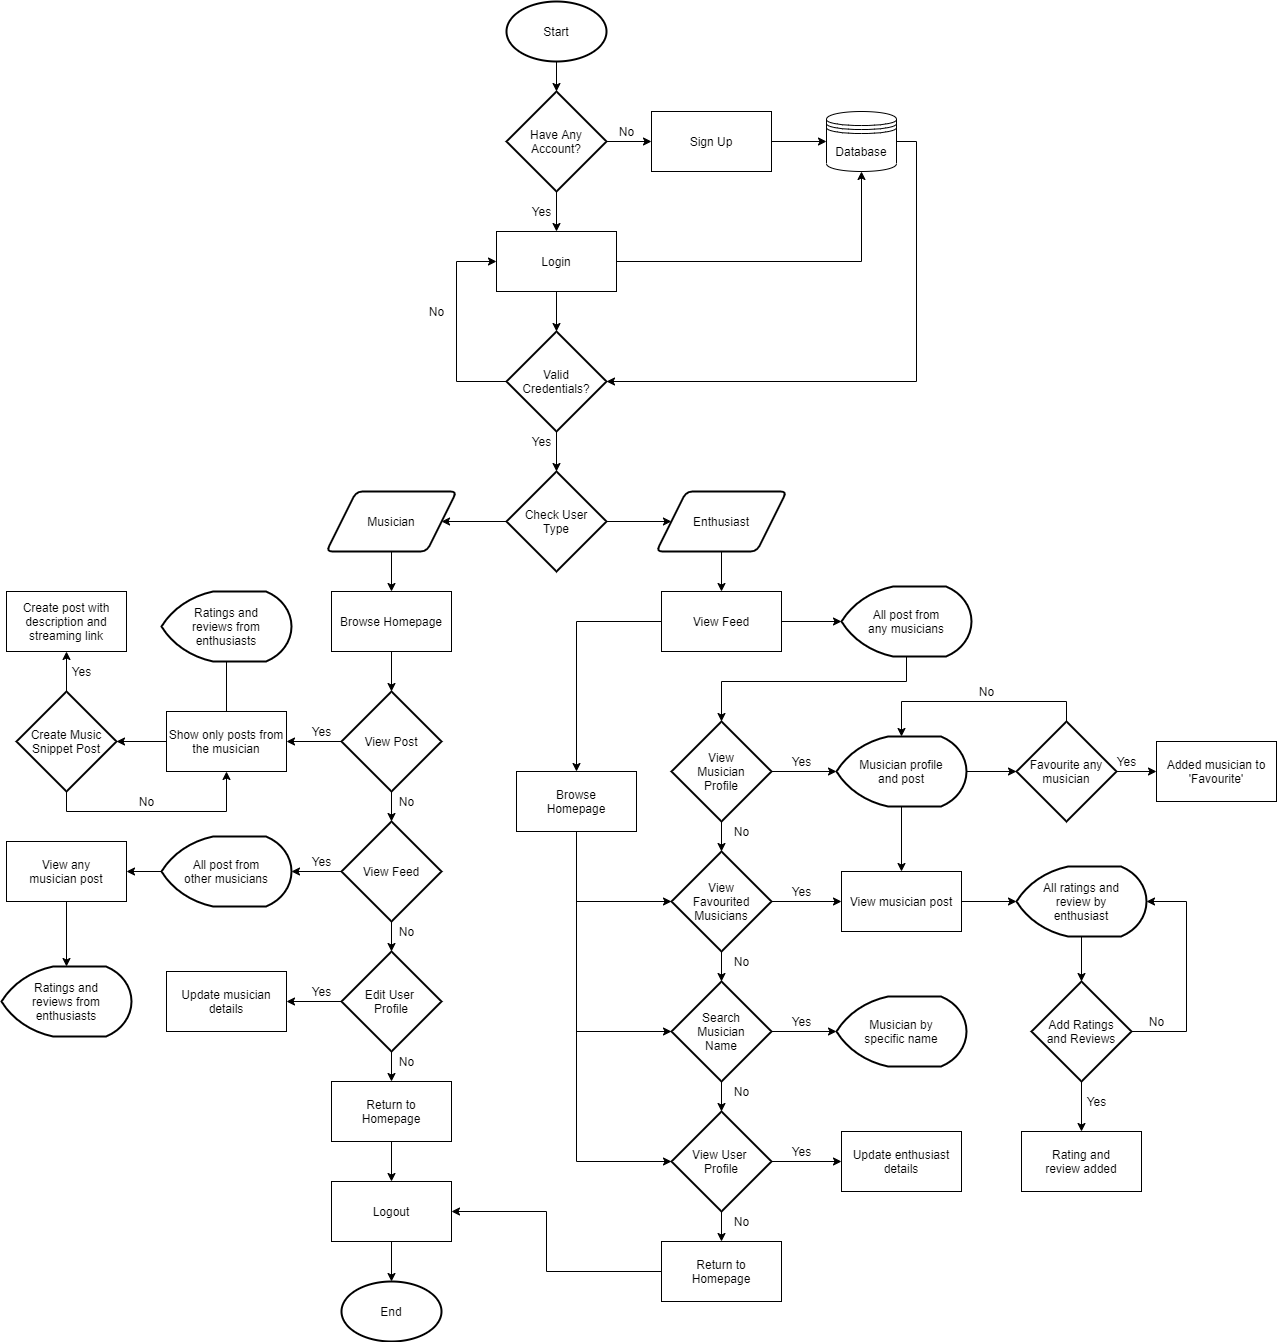 Start
Have Any
Account?
No
Sign Up
Database
Yes
Login
No
Valid
Credentials?
Yes
Check User
Type
Musician
Enthusiast
Create post with
description and
streaming link
Ratings and
reviews from
enthusiasts
Browse Homepage
View Feed
All post from
any musicians
Yes
Create Music
Snippet Post
Show only posts from
the musician
Yes
View Post
No
No
View
Musician
Profile
Yes
Musician profile
and post
No
Favourite any
musician
Yes
Added musician to
'Favourite'
Browse
Homepage
No
View any
musician post
All post from
other musicians
Yes
View Feed
No
View
Favourited
Musicians
Yes
View musician post
All ratings and
review by
enthusiast
No
Ratings and
reviews from
enthusiasts
Update musician
details
Yes
Edit User
Profile
No
Search
Musician
Name
Yes
Musician by
specific name
Add Ratings
and Reviews
No
Yes
No
Return to
Homepage
View User
Profile
Yes
Update enthusiast
details
Rating and
review added
No
Logout
Return to
Homepage
End